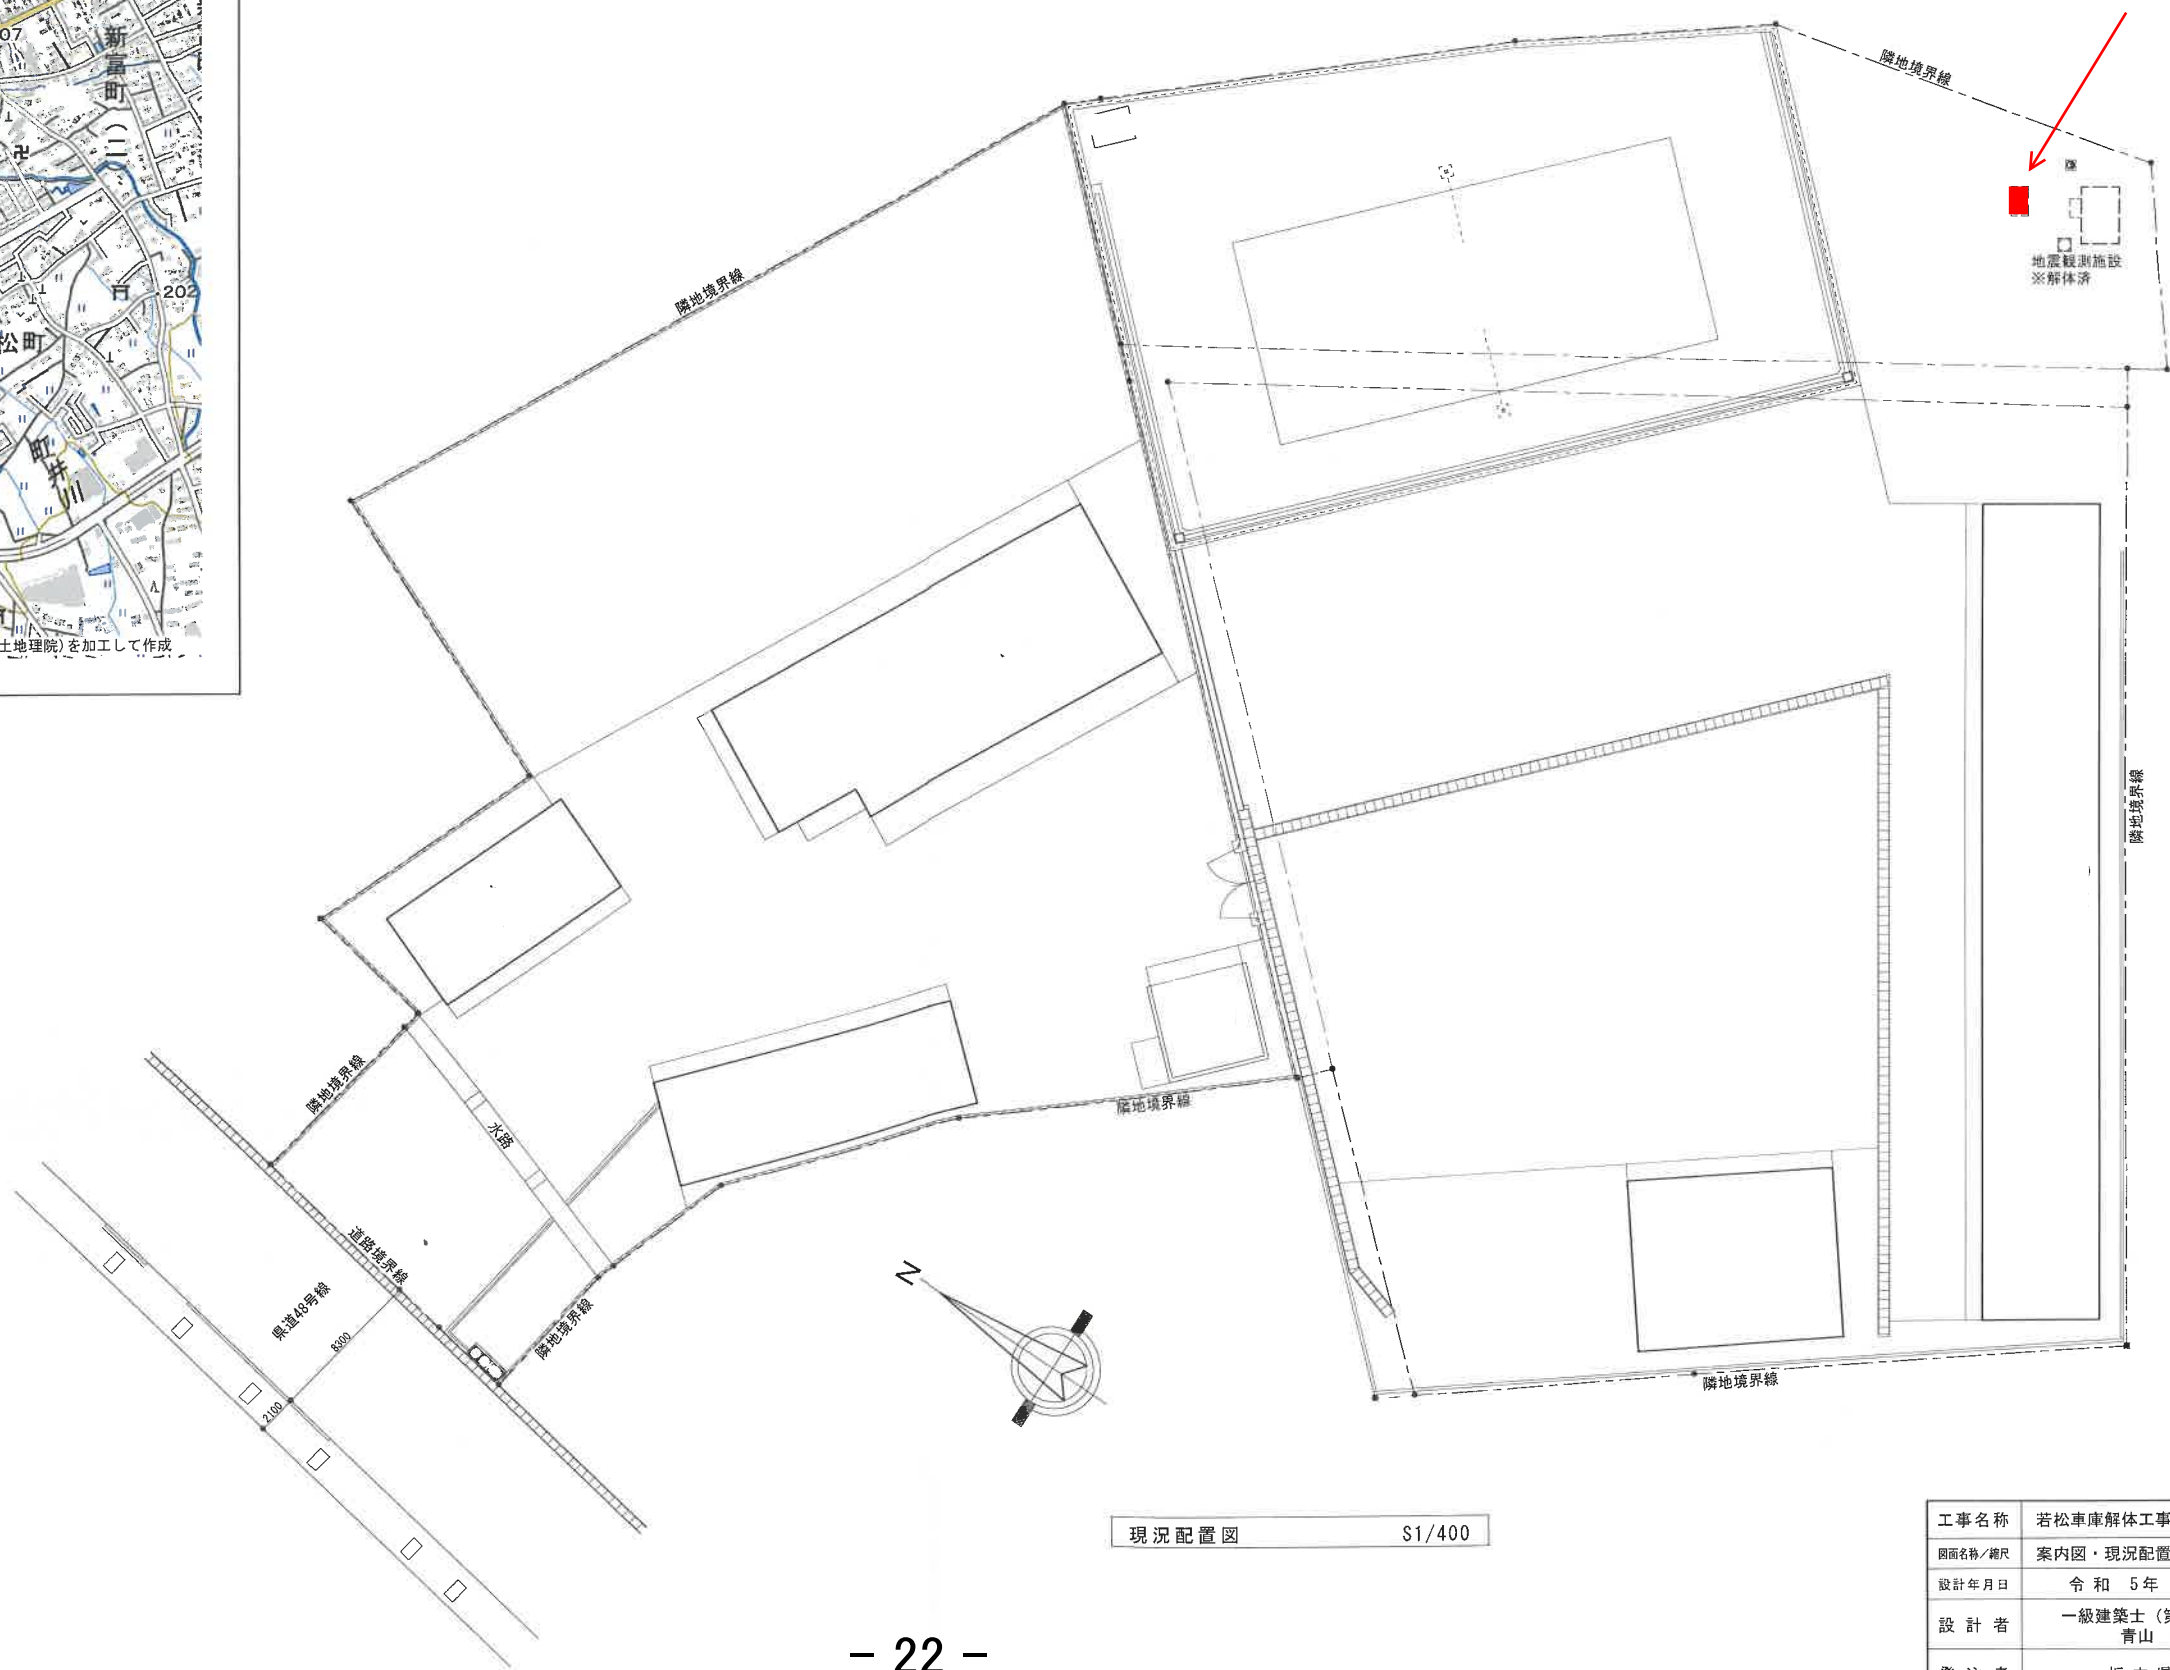 07
新富町(二)
202
松町
町井二
土地理院)を加工して作成
隣地境界線
地震観測施設
※解体済
隣地境界線
隣地境界線
隣地境界線
水路
隣地境界線
道路境界線
県道48号線
8300
2100
隣地境界線
N
隣地境界線
現況配置図 S1/400
工事名称 若松車庫解体工事
図面名称/縮尺 案内図・現況配置
設計年月日 令和 5年
設計者 一級建築士(
青山
- 22 -